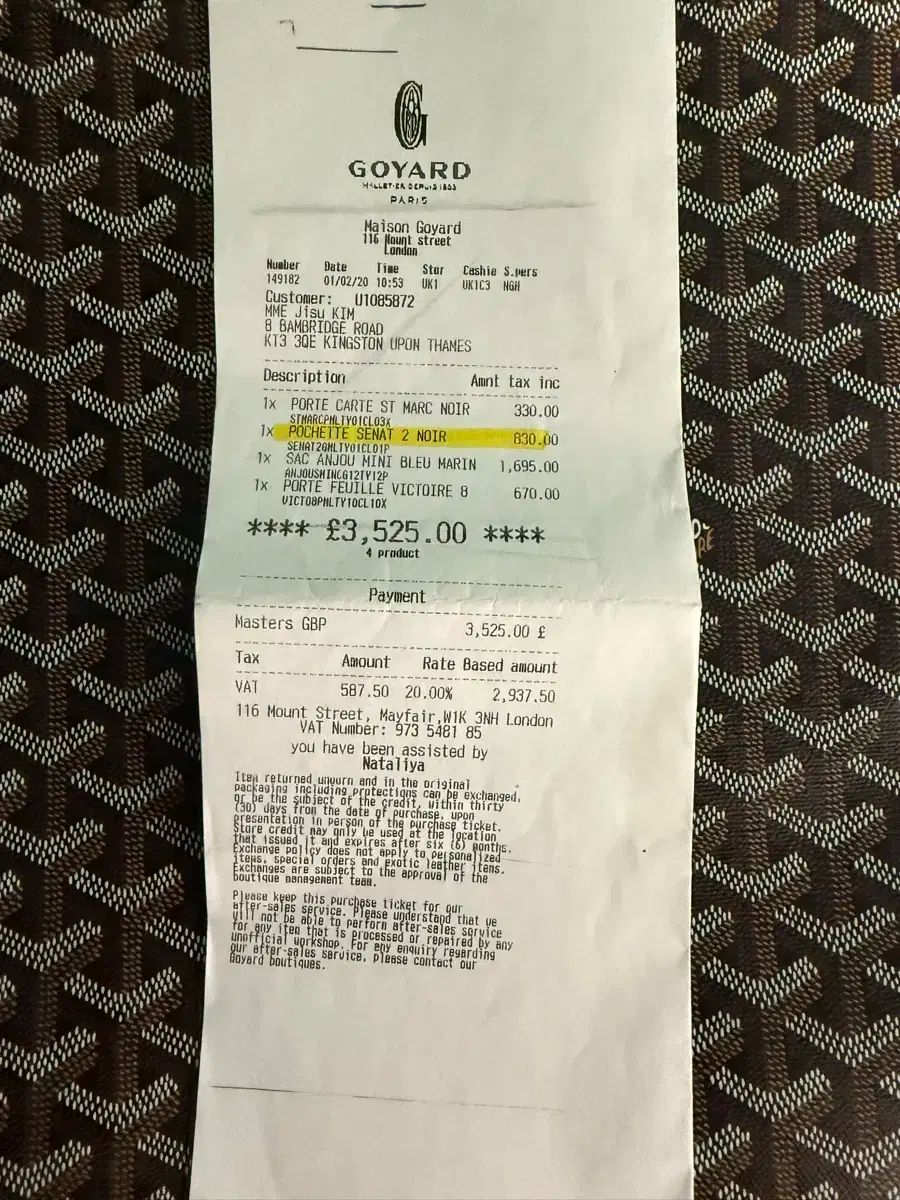 GOYARD
MALLETIER DEPUIS 1853
PARIS
Maison Goyard
116 Mount street
London
Number Date Time Stor Cashie S.pers
149182 01/02/20 10:53 UK1 UK1C3 NGH
Customer: U1085872
MME Jisu KIM
8 BAMBRIDGE ROAD
KT3 3QE KINGSTON UPON THAMES
Description Amnt tax inc
1x PORTE CARTE ST MARC NOIR 330.00
STMARCPMLTY01CL03X
1x POCHETTE SENAT 2 NOIR 830.00
SENAT2GMLTY01CL01P
1x SAC ANJOU MINI BLEU MARIN 1,695.00
ANJOUSMINCG12TY12P
1x PORTE FEUILLE VICTOIRE 8 670.00
VICTO8PMLTY10CL10X
**** £3,525.00 ****
4 product
Payment
Masters GBP 3,525.00 £
Tax Amount Rate Based amount
VAT 587.50 20.00% 2,937.50
116 Mount Street, Mayfair,W1K 3NH London
VAT Number: 973 5481 85
you have been assisted by
Nataliya
Item returned unworn and in the original
packaging including protections can be exchanged,
or be the subject of the credit, within thirty
(30) days from the date of purchase, upon
presentation in person of the purchase ticket.
Store credit may only be used at the location
that issued it and expires after six (6) months.
Exchange policy does not apply to personalized
items, special orders and exotic leather items.
Exchanges are subject to the approval of the
boutique management team.
Please keep this purchase ticket for our
after-sales service. Please understand that we
will not be able to perform after-sales service
for any item that is processed or repaired by any
unofficial workshop. For any enquiry regarding
our after-sales service, please contact our
Goyard boutiques.